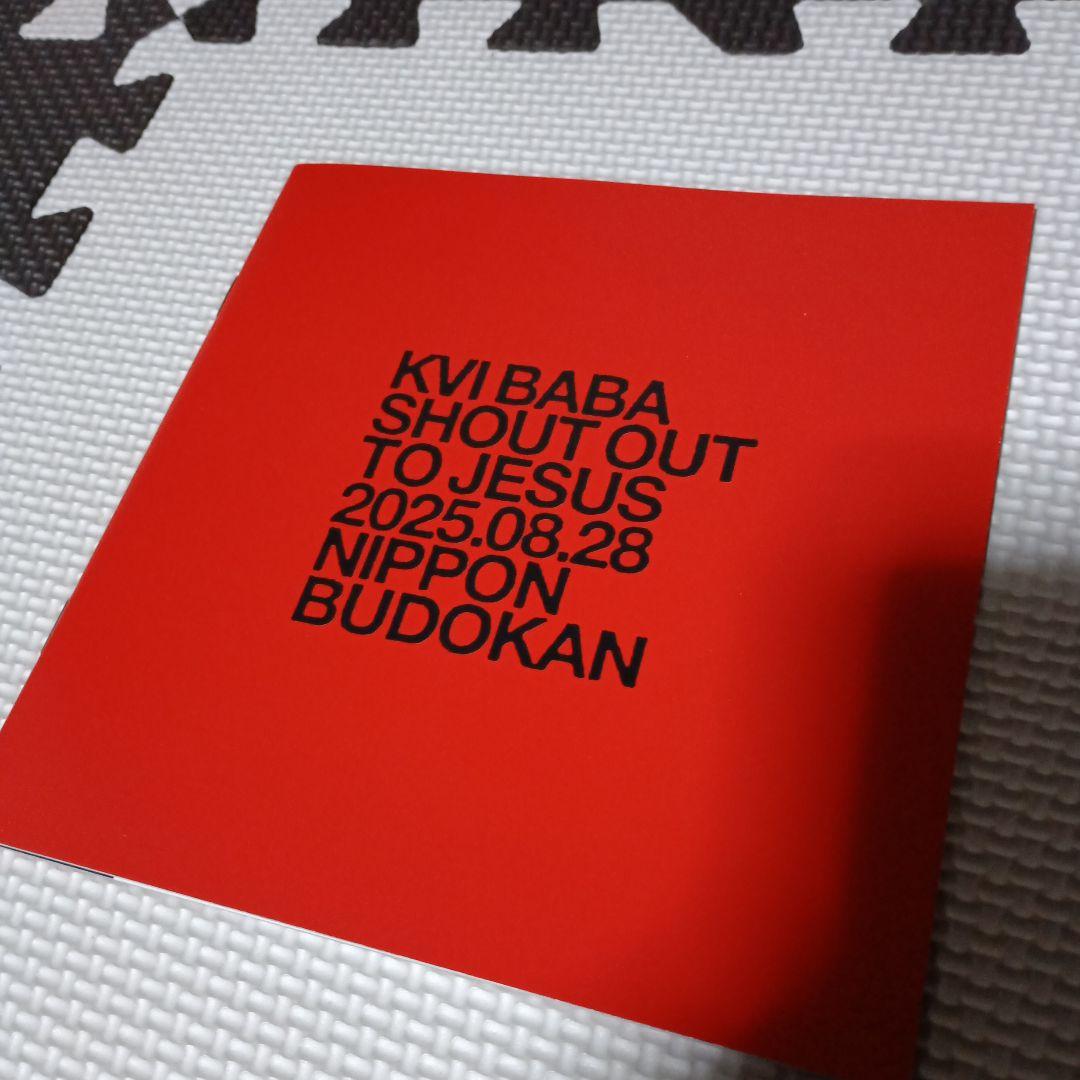 KVI BABA
SHOUT OUT
TO JESUS
2025.08.28
NIPPON
BUDOKAN